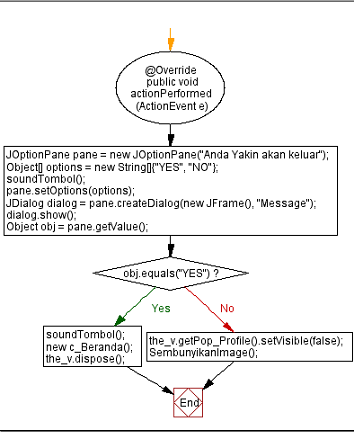 @Override
public void
actionPerformed
(ActionEvent e)
JOptionPane pane = new JOptionPane("Anda Yakin akan keluar");
Object[] options = new String[]{"YES", "NO"};
soundTombol();
pane.setOptions(options);
JDialog dialog = pane.createDialog(new JFrame(), "Message");
dialog.show();
Object obj = pane.getValue();
obj.equals("YES") ?
Yes
No
soundTombol();
new c_Beranda();
the_v.dispose();
the_v.getPop_Profile().setVisible(false);
SembunyikanImage();
End